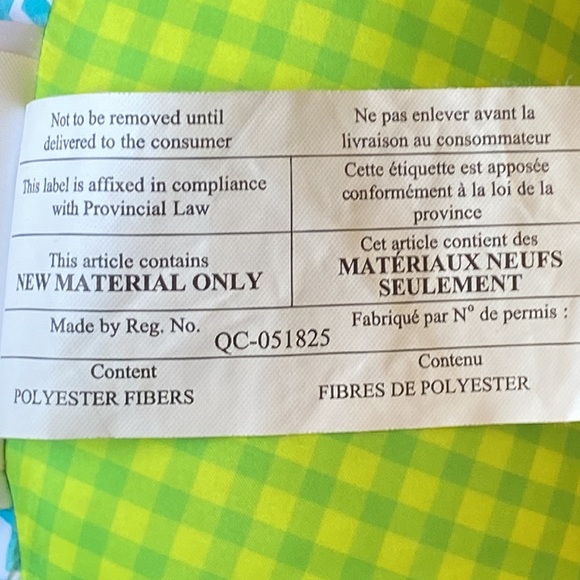 Not to be removed until
delivered to the consumer
Ne pas enlever avant la
livraison au consommateur
This label is affixed in compliance
with Provincial Law
Cette étiquette est apposée
conformément à la loi de la
province
This article contains
NEW MATERIAL ONLY
Cet article contient des
MATÉRIAUX NEUFS
SEULEMENT
Made by Reg. No.
QC-051825
Fabriqué par Nº de permis :
Content
POLYESTER FIBERS
Contenu
FIBRES DE POLYESTER